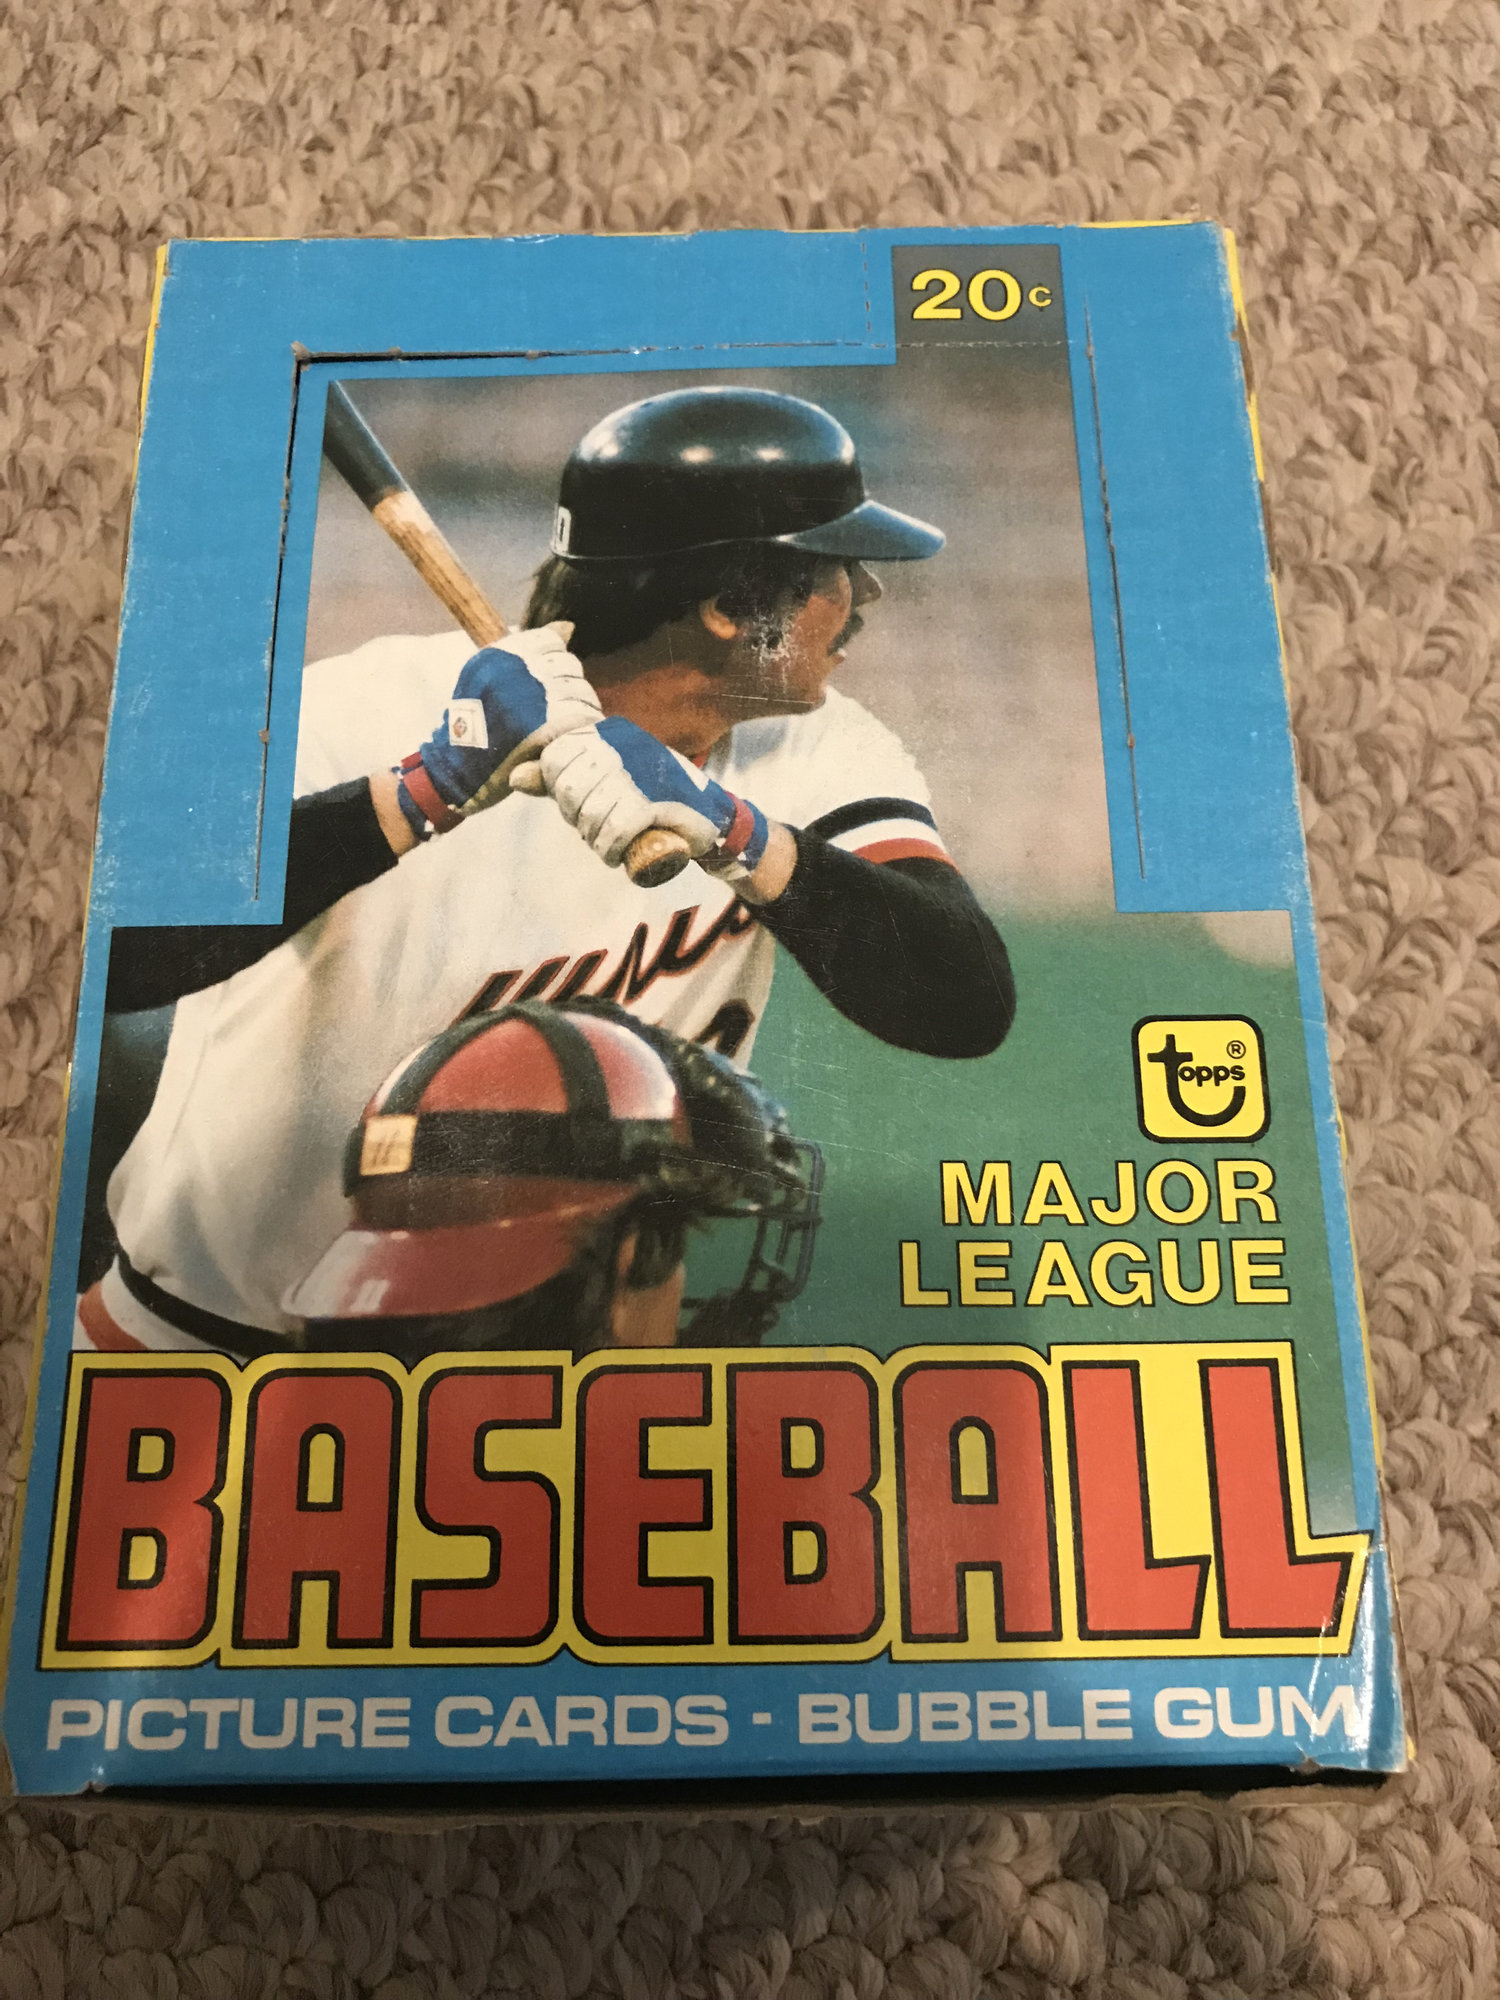 20¢
topps®
MAJOR
LEAGUE
BASEBALL
PICTURE CARDS - BUBBLE GUM